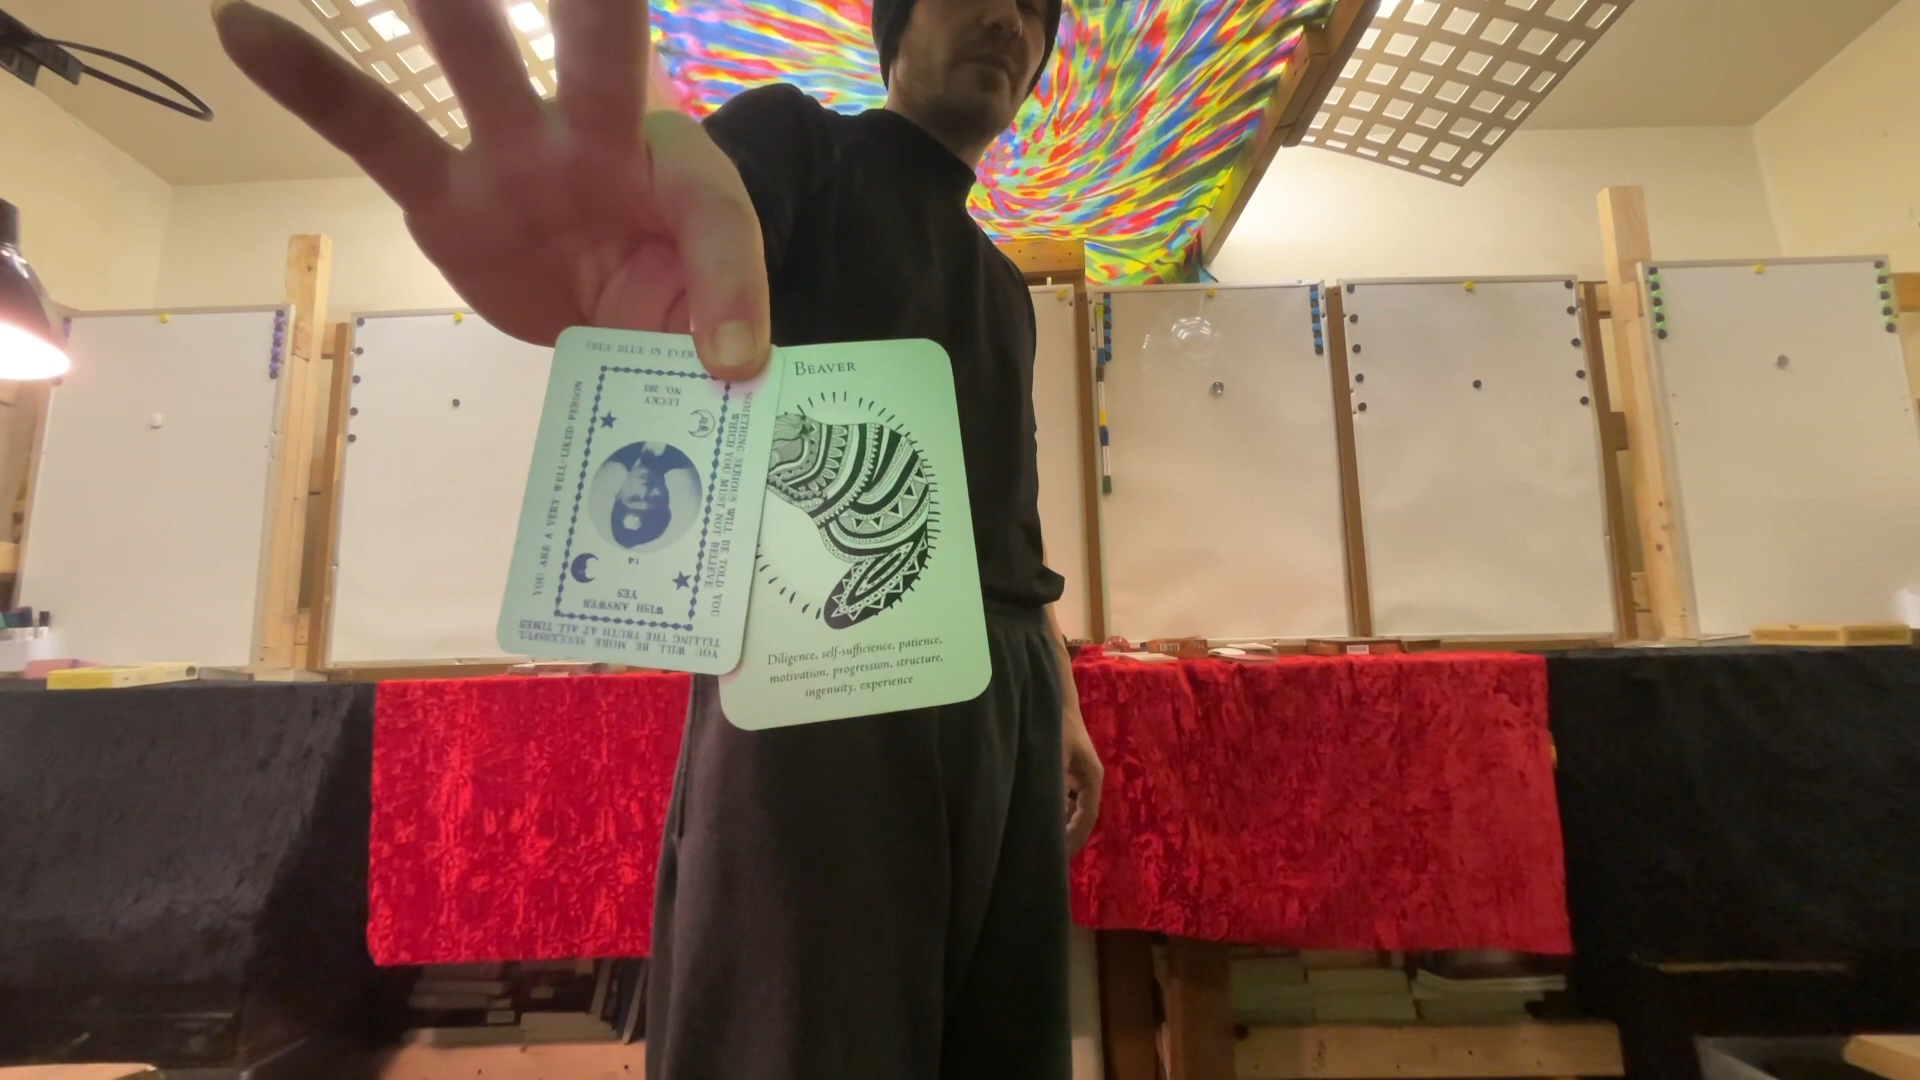 TRUE BLUE IN EVER
YOU ARE A VERY WELL-LIKED PERSON
LUCKY
NO. 383
SOMETHING SERIOUS WILL BE TOLD YOU
WHICH YOU MUST NOT BELIEVE
14
WISH ANSWER
YES
YOU WILL BE MORE SUCCESSFUL
TELLING THE TRUTH AT ALL TIMES
BEAVER
Diligence, self-sufficience, patience,
motivation, progression, structure,
ingenuity, experience